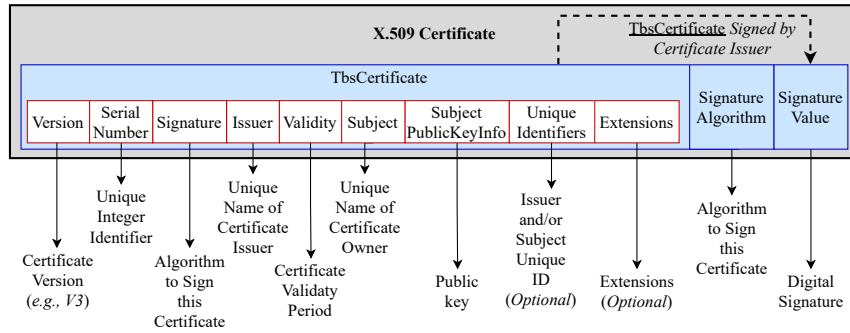 X.509 Certificate
TbsCertificate Signed by
Certificate Issuer
TbsCertificate
Version
Serial
Number
Signature
Issuer
Validity
Subject
Subject
PublicKeyInfo
Unique
Identifiers
Extensions
Signature
Algorithm
Signature
Value
Certificate
Version
(e.g., V3)
Unique
Integer
Identifier
Algorithm
to Sign
this
Certificate
Unique
Name of
Certificate
Issuer
Certificate
Validaty
Period
Unique
Name of
Certificate
Owner
Public
key
Issuer
and/or
Subject
Unique
ID
(Optional)
Extensions
(Optional)
Algorithm
to Sign
this
Certificate
Digital
Signature